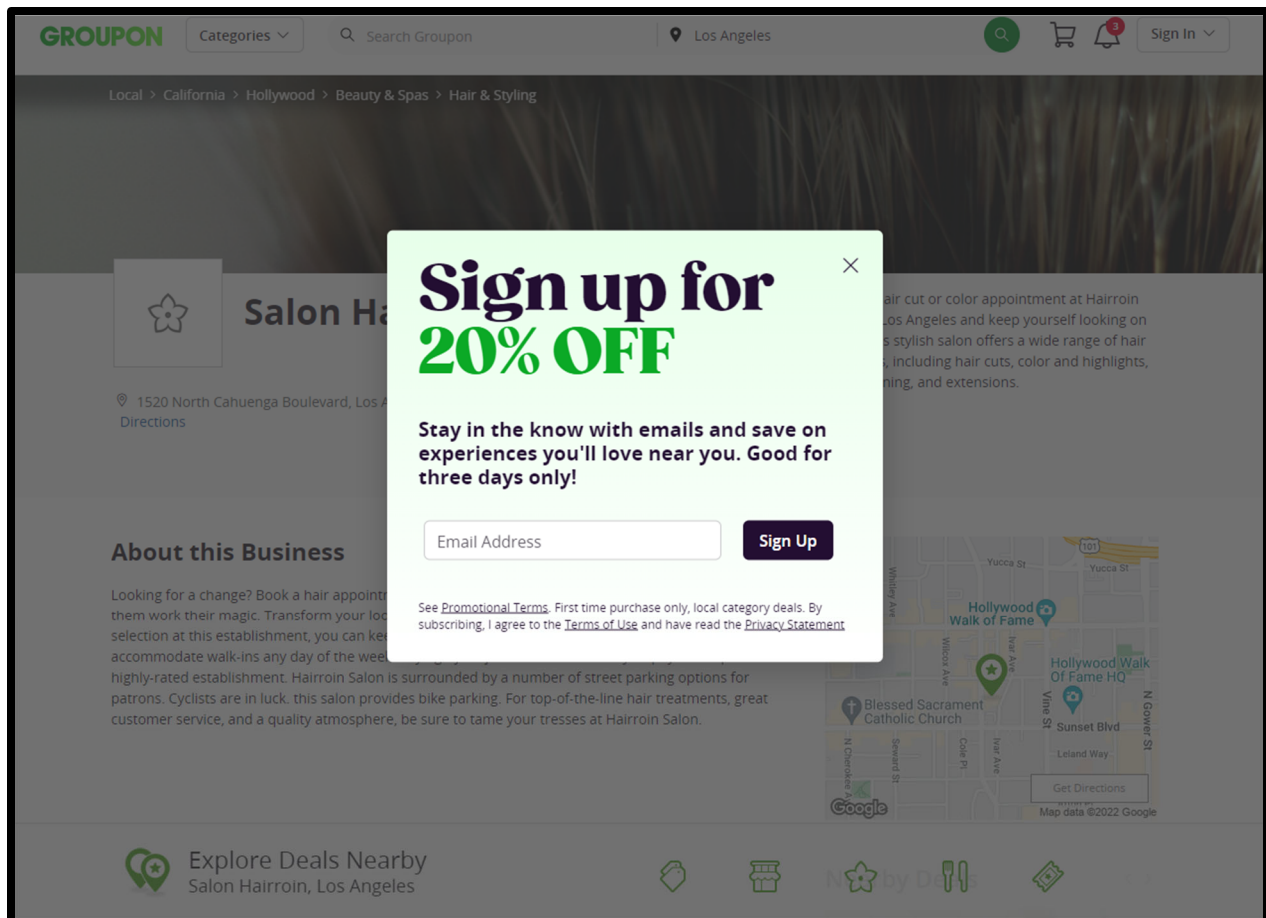 GROUPON
Categories
Search Groupon
Los Angeles
3
Sign In
Local > California > Hollywood > Beauty & Spas > Hair & Styling
Salon
air cut or color appointment at Hairroin
Los Angeles and keep yourself looking on
s stylish salon offers a wide range of hair
, including hair cuts, color and highlights,
ning, and extensions.
1520 North Cahuenga Boulevard, Los
Directions
Sign up for
20% OFF
Stay in the know with emails and save on
experiences you'll love near you. Good for
three days only!
Email Address
Sign Up
See Promotional Terms. First time purchase only, local category deals. By
subscribing, I agree to the Terms of Use and have read the Privacy Statement
About this Business
Looking for a change? Book a hair
them work their magic. Transform your
selection at this establishment, you can
accommodate walk-ins any day of the
highly-rated establishment. Hairroin Salon is surrounded by a number of street parking options for
patrons. Cyclists are in luck. this salon provides bike parking. For top-of-the-line hair treatments, great
customer service, and a quality atmosphere, be sure to tame your tresses at Hairroin Salon.
101
Yucca St
Yucca St
Whitley Ave
Hollywood
Walk of Fame
Wilcox Ave
Ivar Ave
Hollywood Walk
Of Fame HQ
Vine St
N Gower St
Blessed Sacrament
Catholic Church
Sunset Blvd
Leland Way
N Cherokee
Seward St
Cole Pl
Ivar Ave
Get Directions
Google
Map data ©2022 Google
Explore Deals Nearby
Salon Hairroin, Los Angeles
Nearby Deals